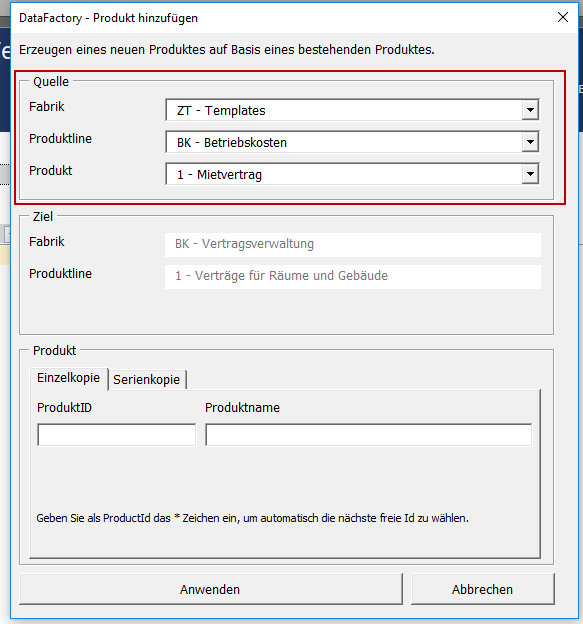 DataFactory - Produkt hinzufügen
Erzeugen eines neuen Produktes auf Basis eines bestehenden Produktes.
Quelle
Fabrik ZT - Templates
Produktline BK - Betriebskosten
Produkt 1 - Mietvertrag
Ziel
Fabrik BK - Vertragsverwaltung
Produktline 1 - Verträge für Räume und Gebäude
Produkt
Einzelkopie Serienkopie
ProduktID Produktname
Geben Sie als ProductId das * Zeichen ein, um automatisch die nächste freie Id zu wählen.
Anwenden Abbrechen